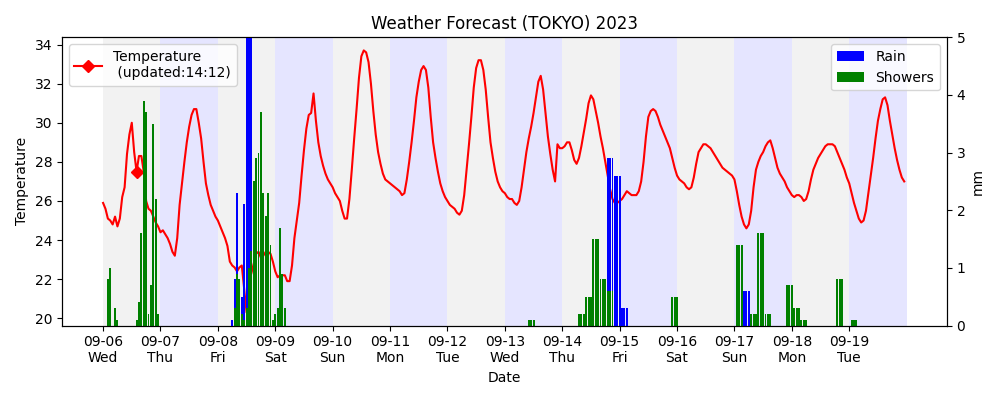 Weather Forecast (TOKYO) 2023
Temperature
(updated:14:12)
Rain
Showers
Temperature
34
32
30
28
26
24
22
20
5
4
3
2
1
0
mm
09-06 09-07 09-08 09-09 09-10 09-11 09-12 09-13 09-14 09-15 09-16 09-17 09-18 09-19
Wed Thu Fri Sat Sun Mon Tue Wed Thu Fri Sat Sun Mon Tue
Date